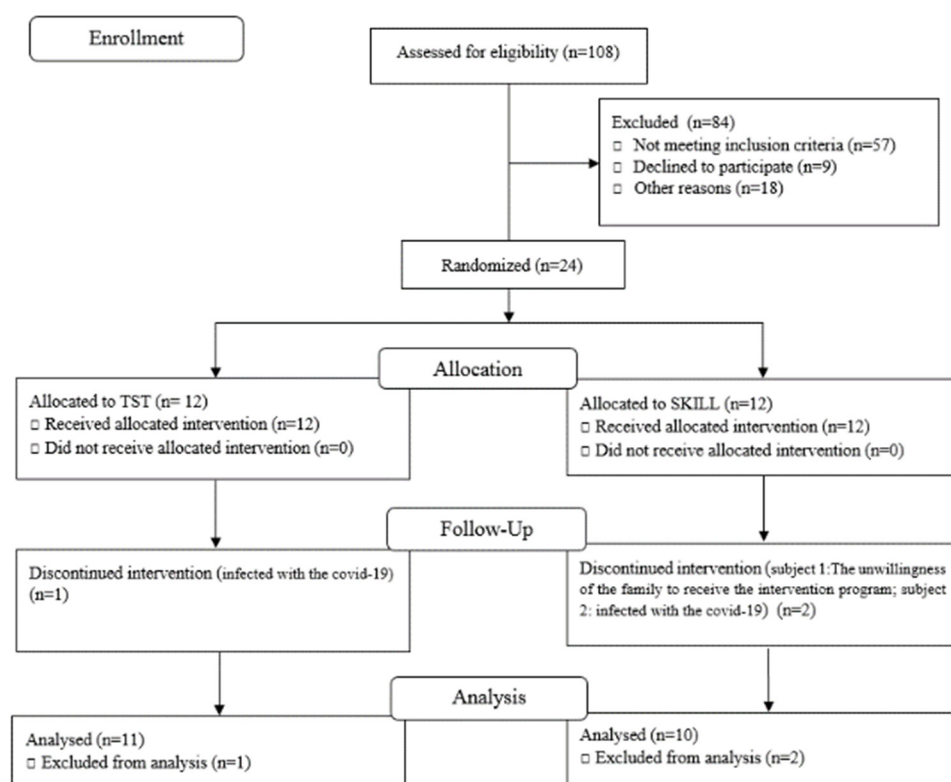 Enrollment
Assessed for eligibility (n=108)
Excluded (n=84)
□ Not meeting inclusion criteria (n=57)
□ Declined to participate (n=9)
□ Other reasons (n=18)
Randomized (n=24)
Allocation
Allocated to TST (n= 12)
□ Received allocated intervention (n=12)
□ Did not receive allocated intervention (n=0)
Allocated to SKILL (n=12)
□ Received allocated intervention (n=12)
□ Did not receive allocated intervention (n=0)
Follow-Up
Discontinued intervention (infected with the covid-19)
(n=1)
Discontinued intervention (subject 1:The unwillingness
of the family to receive the intervention program; subject
2: infected with the covid-19) (n=2)
Analysis
Analysed (n=11)
□ Excluded from analysis (n=1)
Analysed (n=10)
□ Excluded from analysis (n=2)